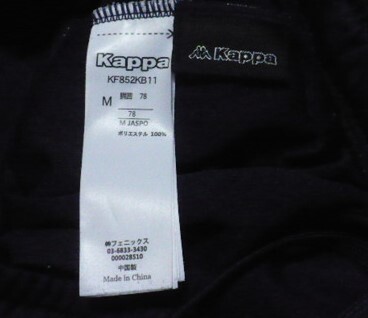 Kappa
Kappa
KF852KB11
M 胴囲 78
78
M JASPO
ポリエステル 100%
㈱フェニックス
03-6833-3430
000028510
中国製
Made in China